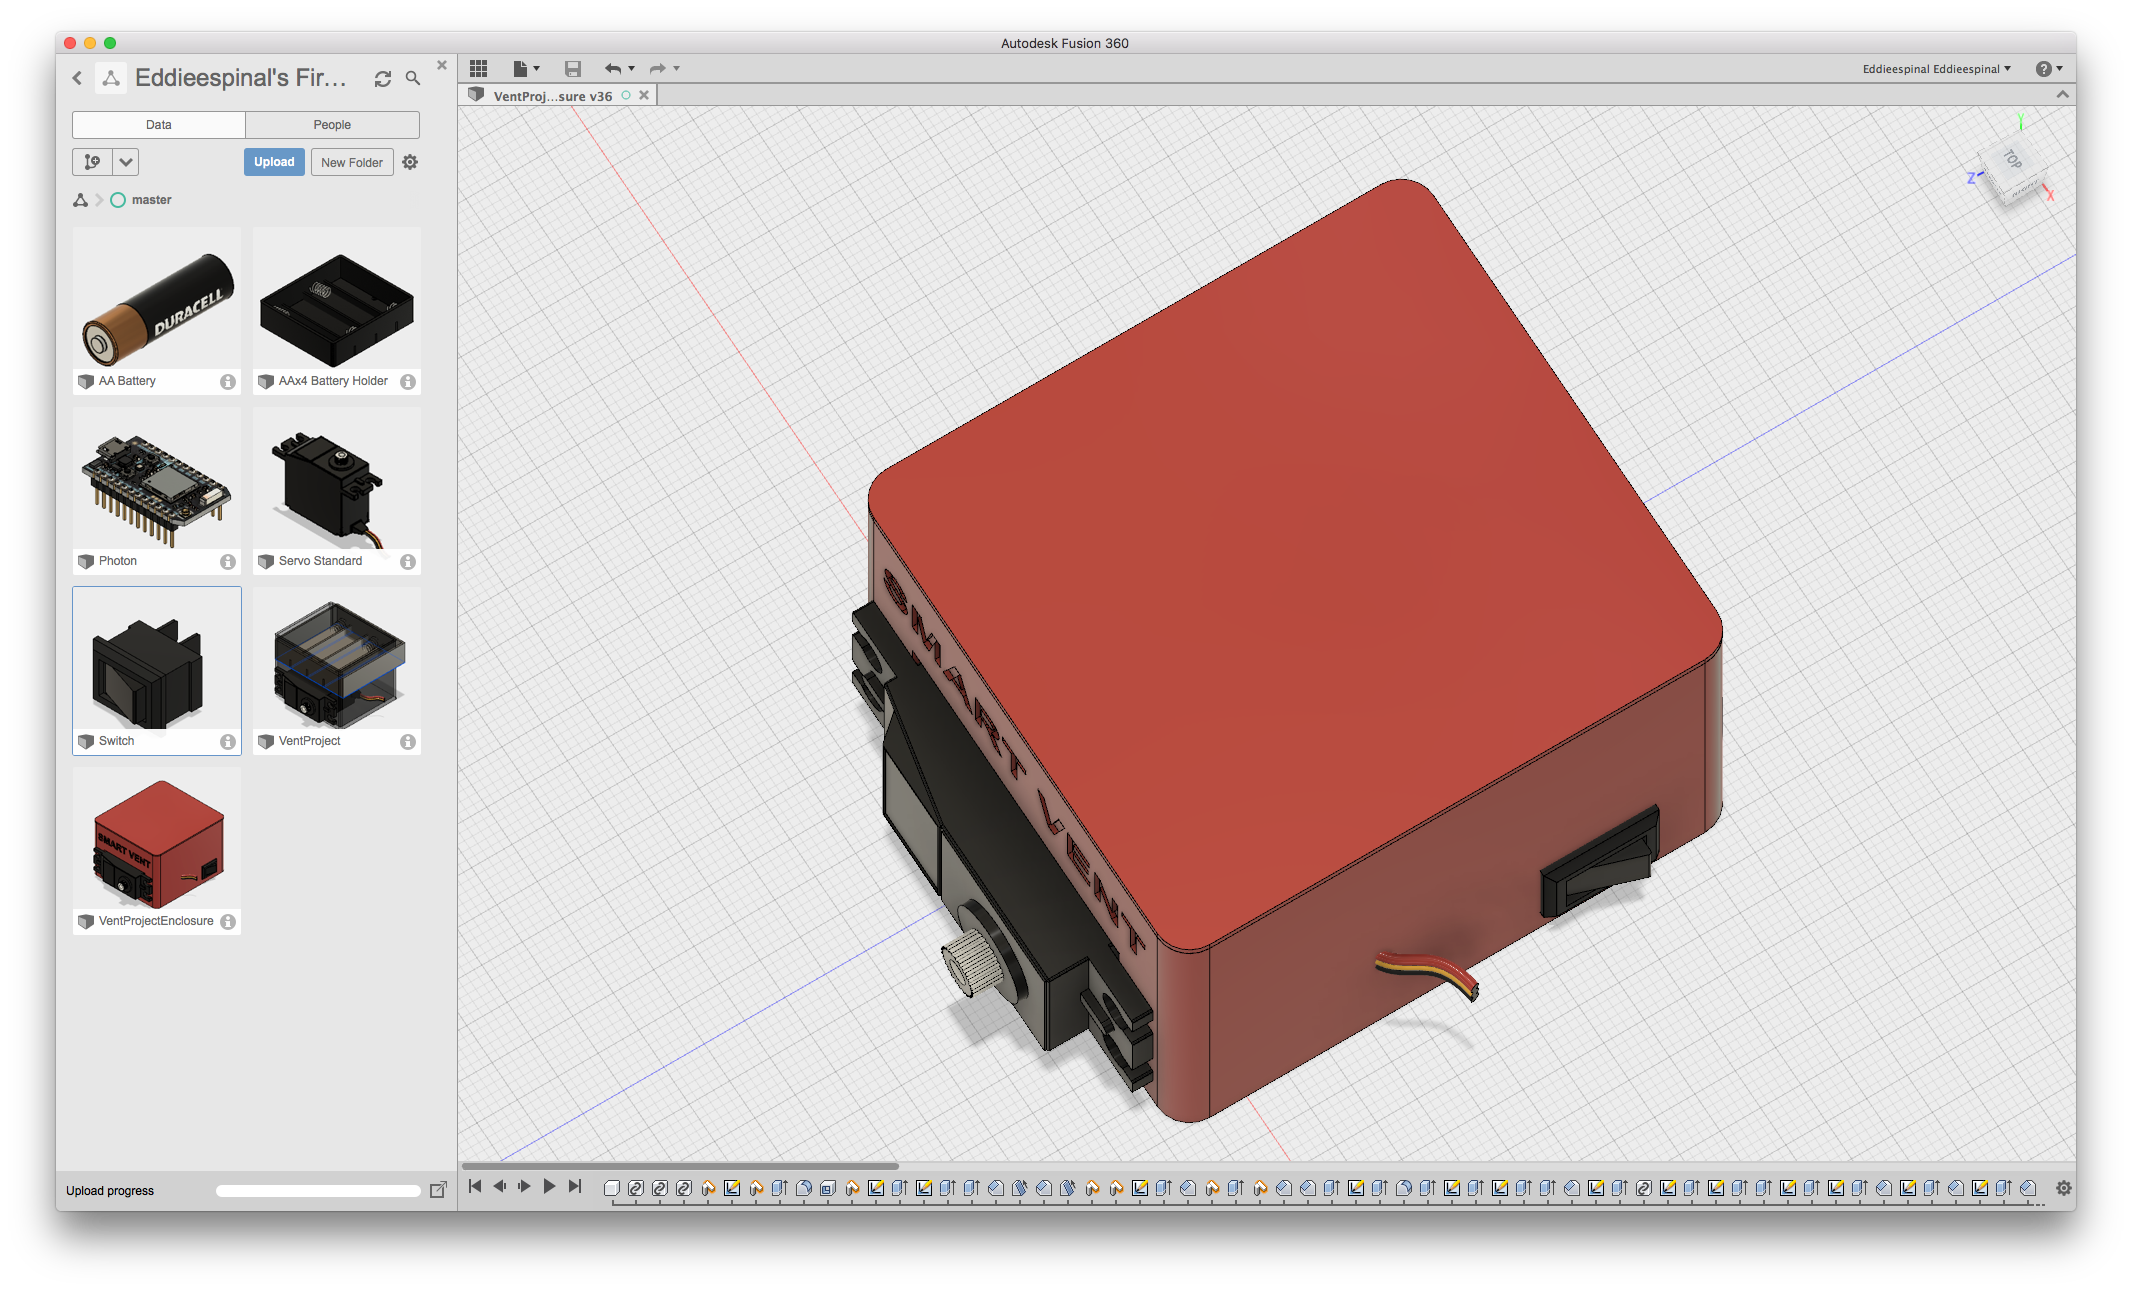 Autodesk Fusion 360
Eddieespinal's Fir...
Eddieespinal Eddieespinal
VentProj...sure v36
Data
People
Upload
New Folder
master
TOP
Y
Z
X
DURACELL
AA Battery
AAx4 Battery Holder
Photon
Servo Standard
Switch
VentProject
SMART VENT
VentProjectEnclosure
SMART VENT
Upload progress